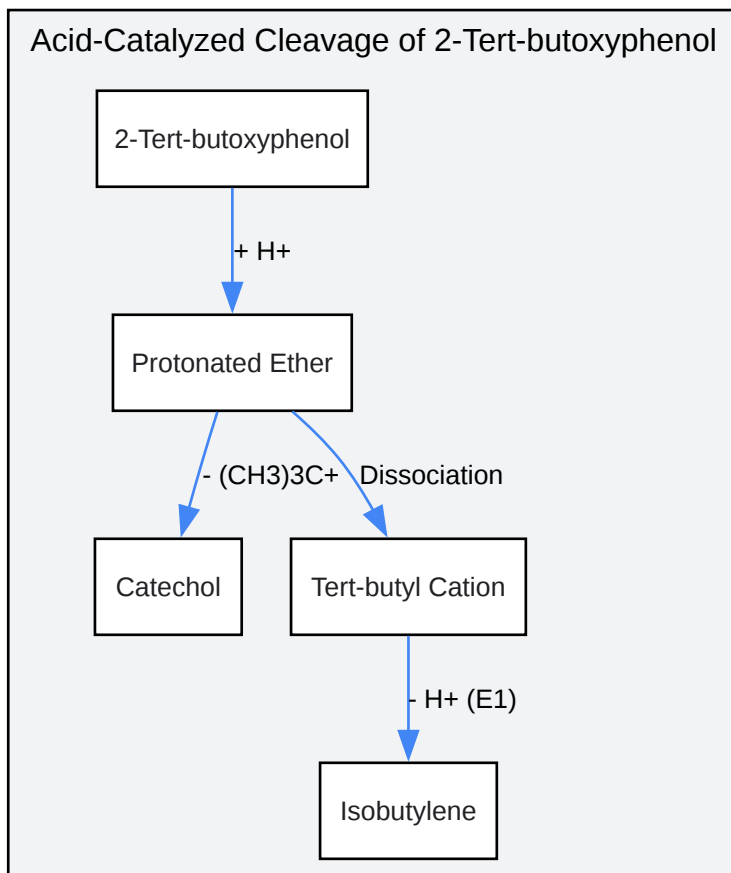 Acid-Catalyzed Cleavage of 2-Tert-butoxyphenol
2-Tert-butoxyphenol
+ H+
Protonated Ether
- (CH3)3C+
Dissociation
Catechol
Tert-butyl Cation
- H+ (E1)
Isobutylene